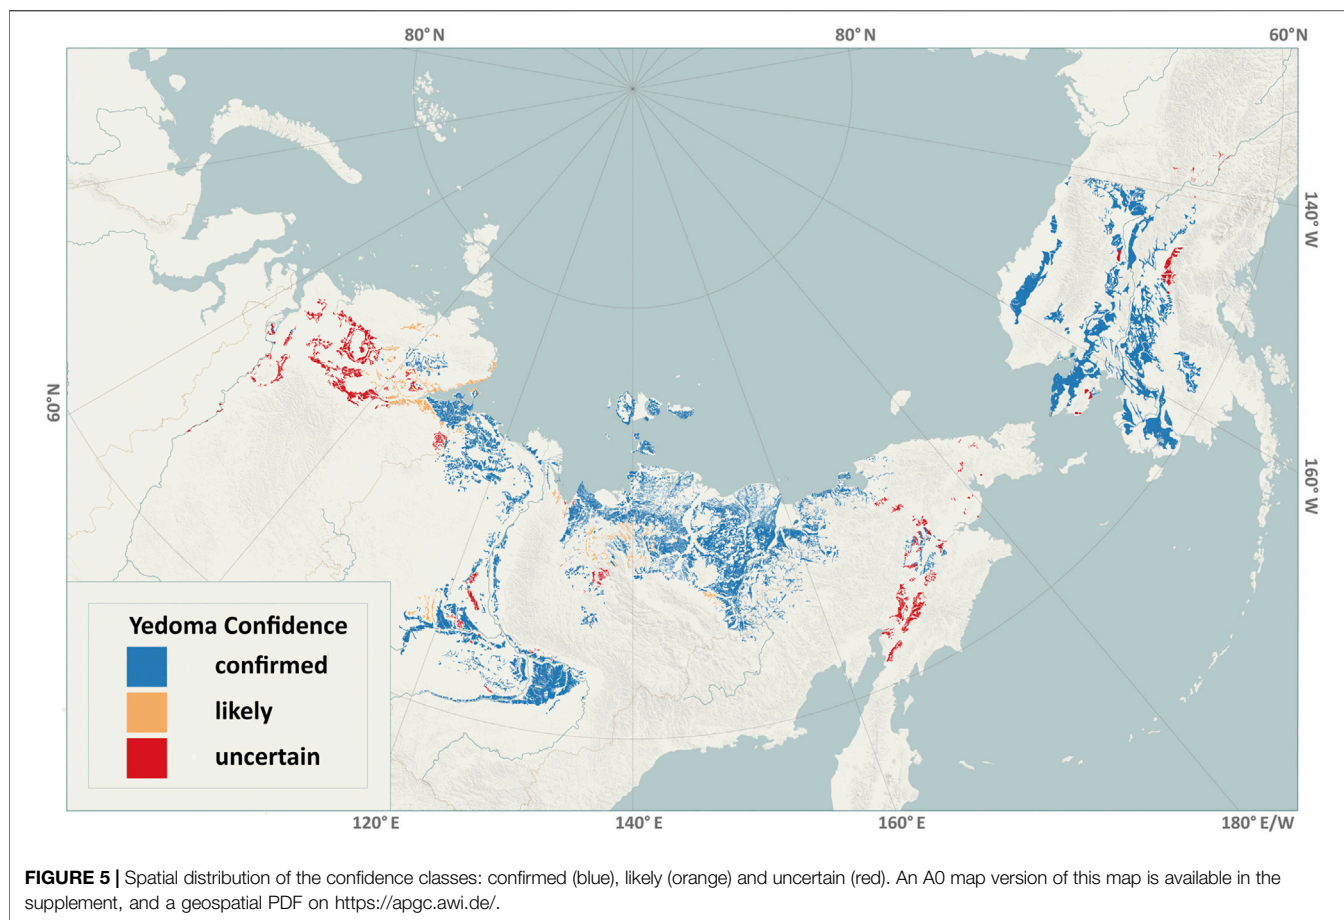 80° N
80° N
60° N
140° W
60° N
160° W
Yedoma Confidence
confirmed
likely
uncertain
120° E
140° E
160° E
180° E/W
FIGURE 5 | Spatial distribution of the confidence classes: confirmed (blue), likely (orange) and uncertain (red). An A0 map version of this map is available in the
supplement, and a geospatial PDF on https://apgc.awi.de/.